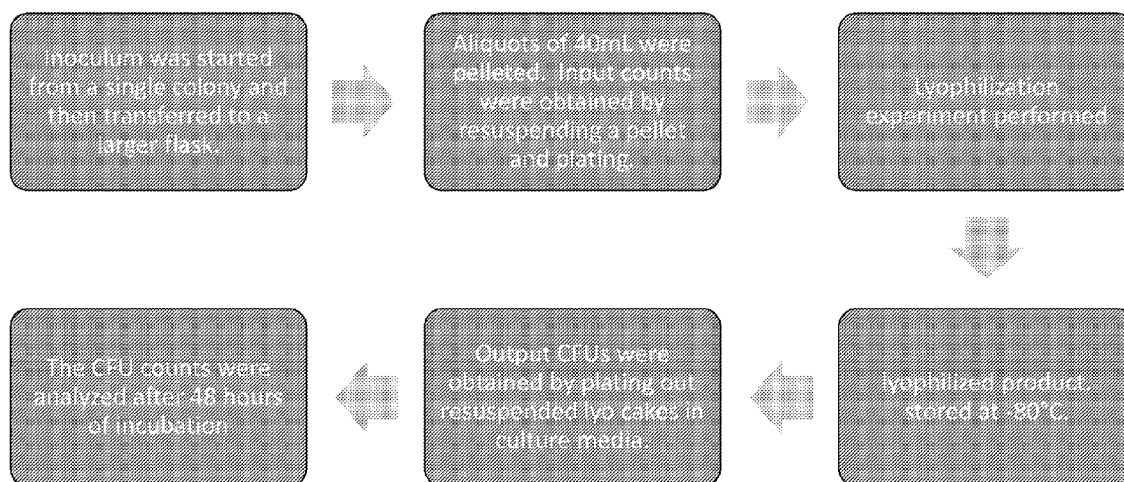 Inoculum was started
from a single colony and
then transferred to a
larger flask.
Aliquots of 40mL were
pelleted. Input counts
were obtained by
resuspending a pellet
and plating.
Lyophilization
experiment performed
lyophilized product,
stored at -80°C.
Output CFUs were
obtained by plating out
resuspended lyo cakes in
culture media.
The CFU counts were
analyzed after 48 hours
of incubation